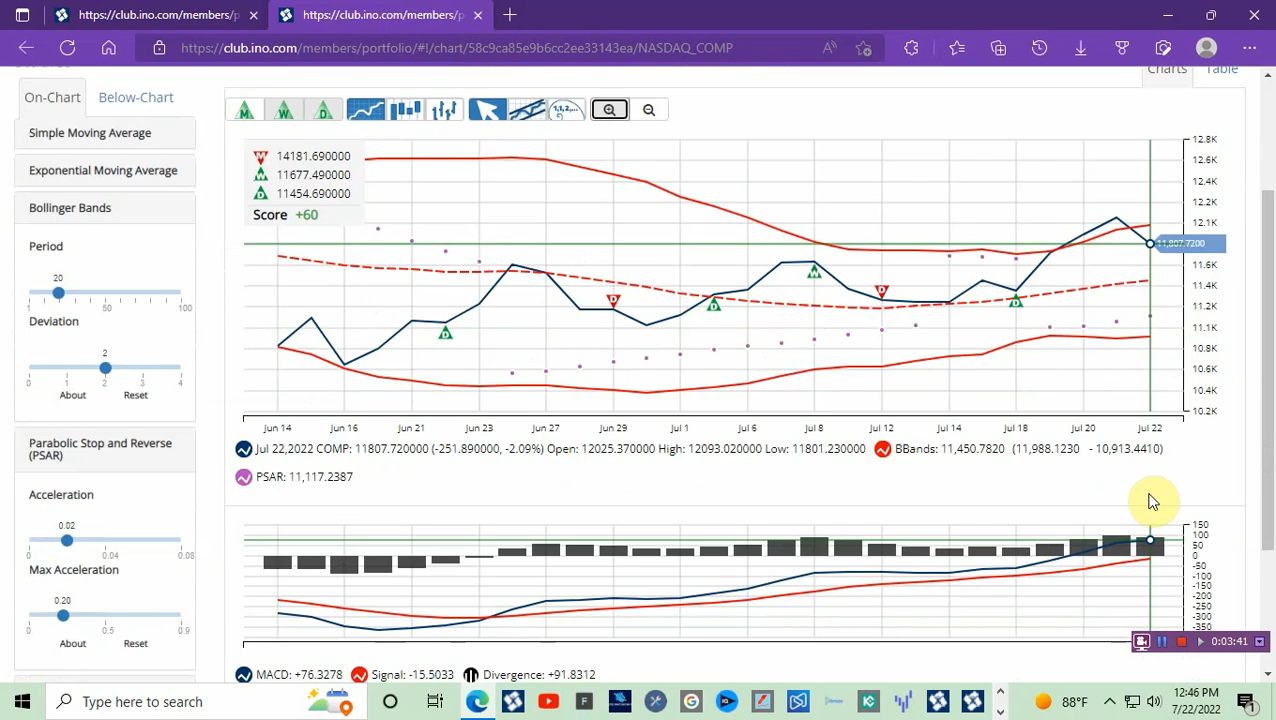 https://club.ino.com/members/p
https://club.ino.com/members/p
https://club.ino.com/members/portfolio/#!/chart/58c9ca85e9b6cc2ee33143ea/NASDAQ_COMP
Charts
Table
On-Chart
Below-Chart
Simple Moving Average
Exponential Moving Average
Bollinger Bands
Period
20
0 50 100
Deviation
2
0 1 2 3 4
About Reset
Parabolic Stop and Reverse
(PSAR)
Acceleration
0.02
0 0.04 0.08
Max Acceleration
0.20
0 0.5 0.9
About Reset
M W D
M 14181.690000
W 11677.490000
D 11454.690000
Score +60
12.8K
12.6K
12.4K
12.2K
12.1K
11,807.7200
11.6K
11.4K
11.2K
11.1K
10.8K
10.6K
10.4K
10.2K
D D D W D D
Jun 14 Jun 16 Jun 21 Jun 23 Jun 27 Jun 29 Jul 1 Jul 6 Jul 8 Jul 12 Jul 14 Jul 18 Jul 20 Jul 22
Jul 22,2022 COMP: 11807.720000 (-251.890000, -2.09%) Open: 12025.370000 High: 12093.020000 Low: 11801.230000 BBands: 11,450.7820 (11,988.1230 - 10,913.4410)
PSAR: 11,117.2387
150
100
50
0
-50
-100
-150
-200
-250
-300
-350
0:03:41
MACD: +76.3278 Signal: -15.5033 Divergence: +91.8312
Type here to search
88°F
12:46 PM
7/22/2022